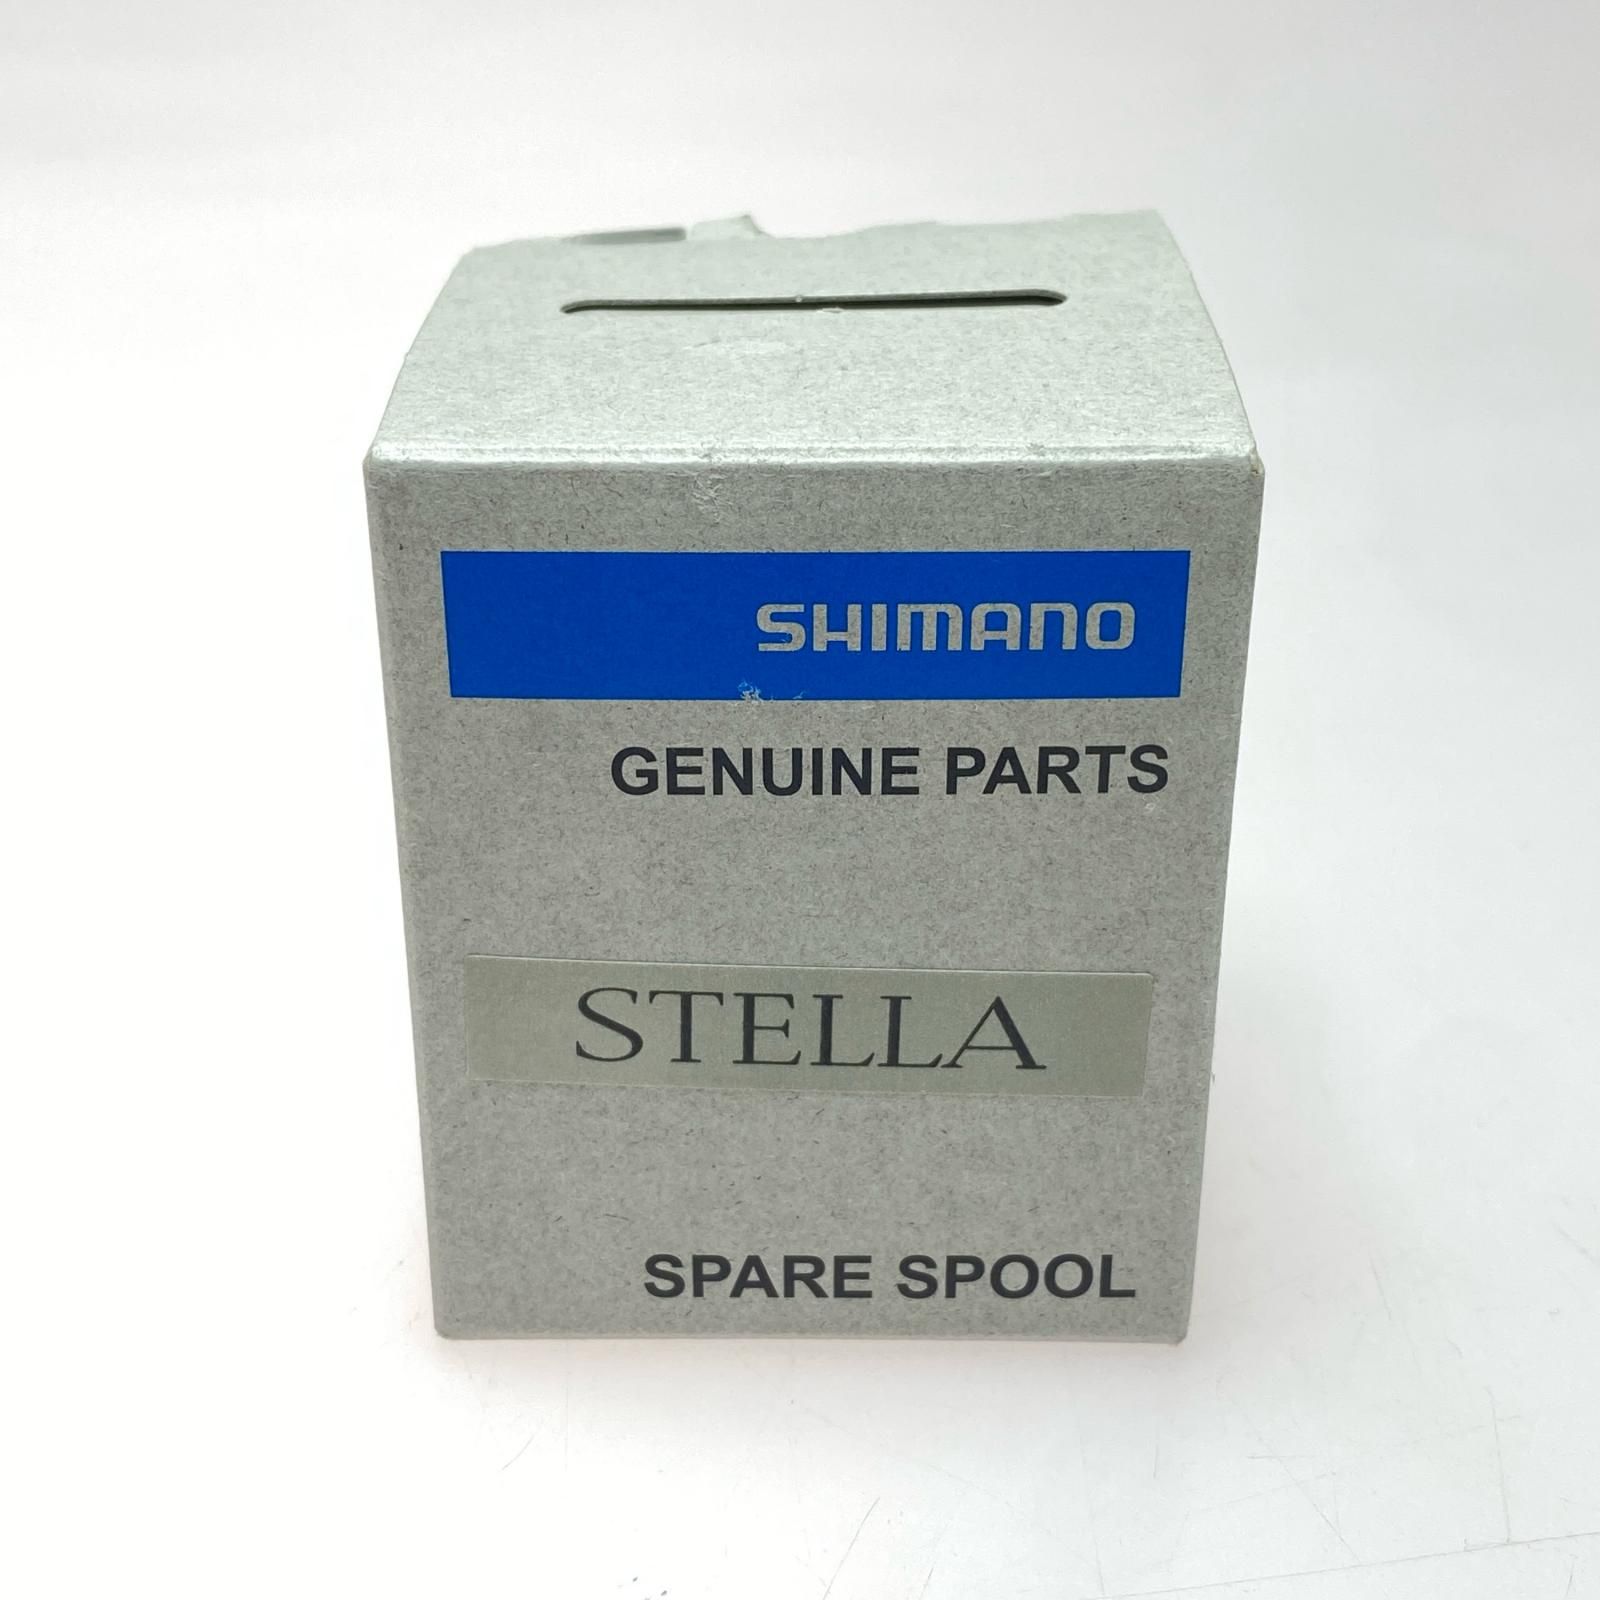 SHIMANO
GENUINE PARTS
STELLA
SPARE SPOOL